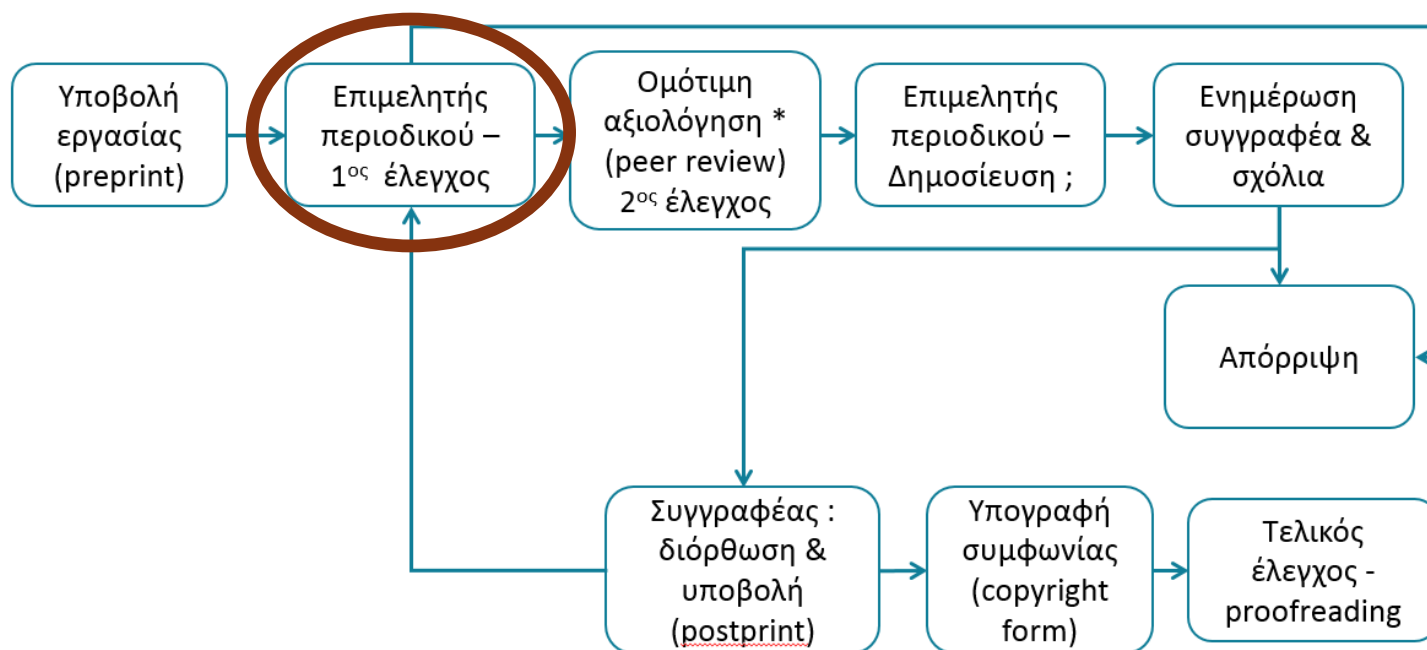 Υποβολή
εργασίας
(preprint)
Επιμελητής
περιοδικού –
1ος έλεγχος
Ομότιμη
αξιολόγηση *
(peer review)
2ος έλεγχος
Επιμελητής
περιοδικού –
Δημοσίευση ;
Ενημέρωση
συγγραφέα &
σχόλια
Απόρριψη
Συγγραφέας :
διόρθωση &
υποβολή
(postprint)
Υπογραφή
συμφωνίας
(copyright
form)
Τελικός
έλεγχος -
proofreading